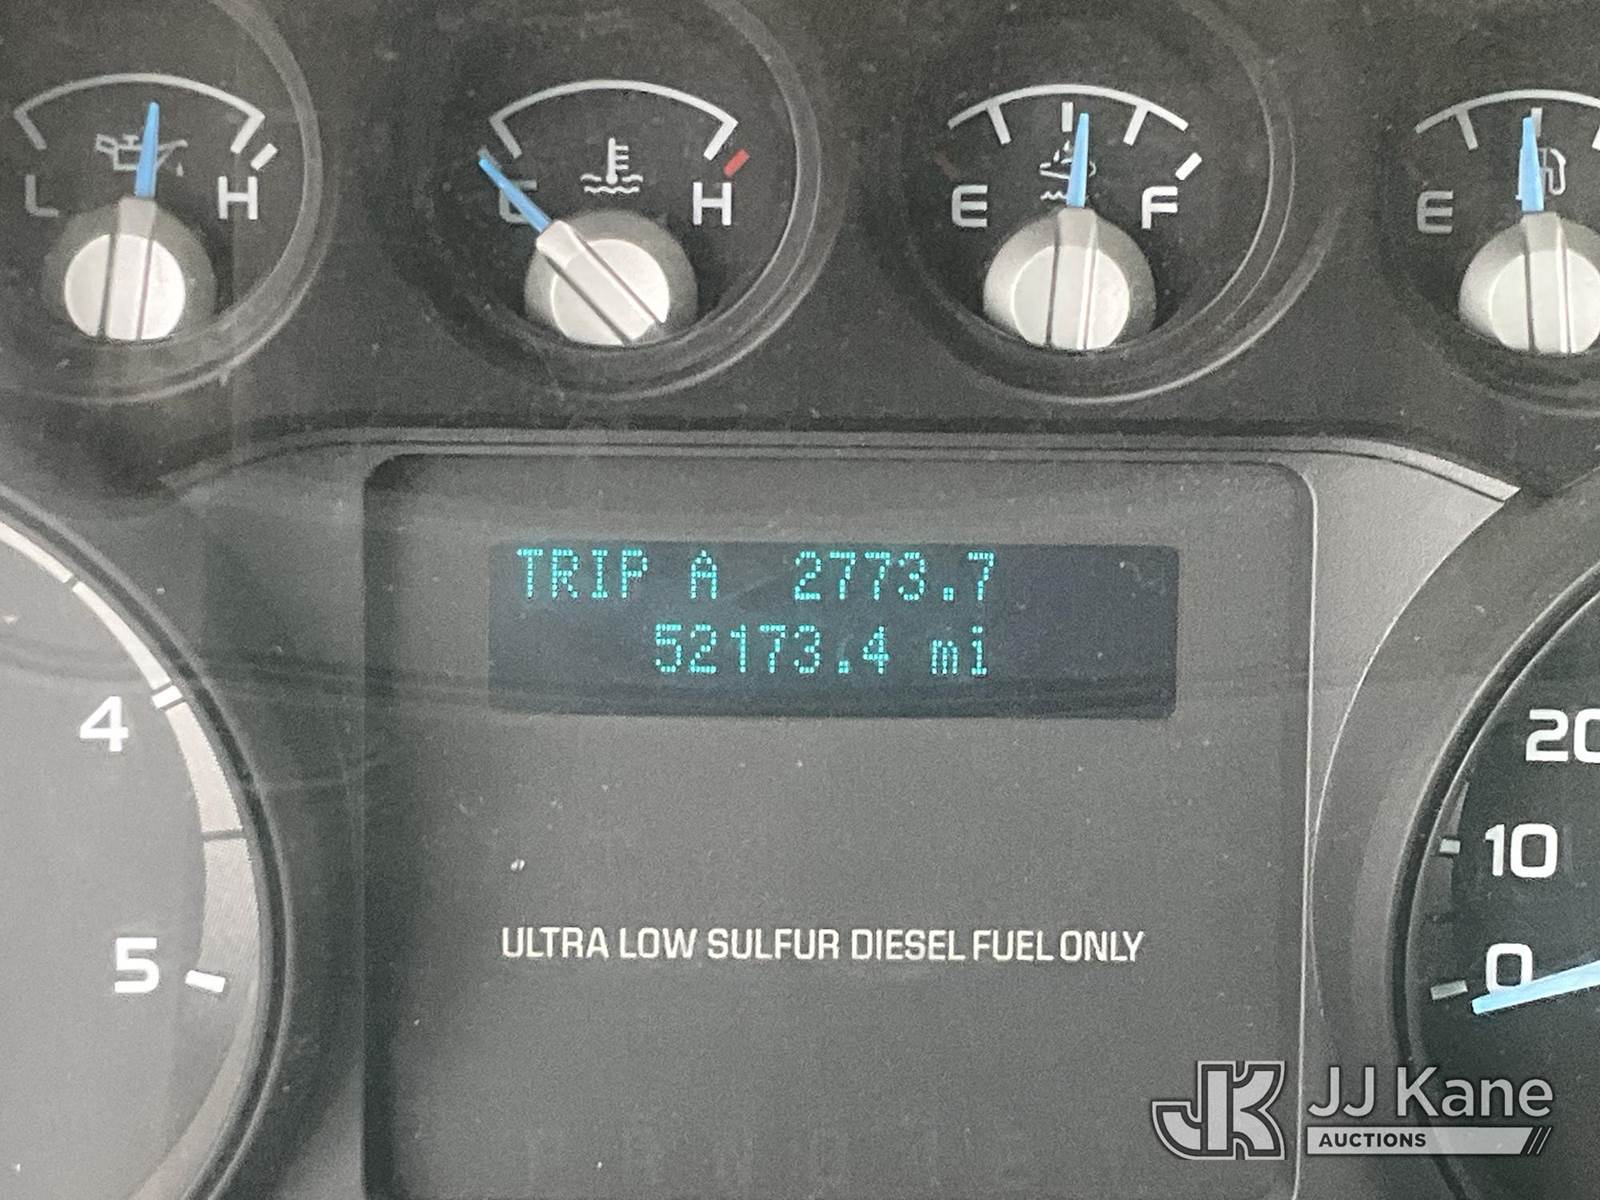 L H
C H
E F
E
TRIP A 2773.7
52173.4 mi
4
5
20
10
0
ULTRA LOW SULFUR DIESEL FUEL ONLY
JK JJ Kane
AUCTIONS